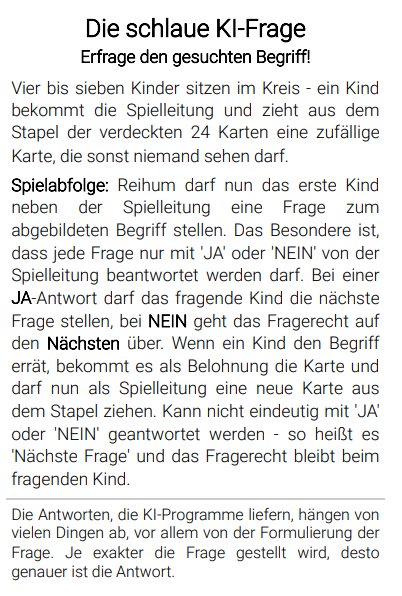 Die schlaue KI-Frage
Erfrage den gesuchten Begriff!
Vier bis sieben Kinder sitzen im Kreis - ein Kind
bekommt die Spielleitung und zieht aus dem
Stapel der verdeckten 24 Karten eine zufällige
Karte, die sonst niemand sehen darf.
Spielabfolge: Reihum darf nun das erste Kind
neben der Spielleitung eine Frage zum
abgebildeten Begriff stellen. Das Besondere ist,
dass jede Frage nur mit 'JA' oder 'NEIN' von der
Spielleitung beantwortet werden darf. Bei einer
JA-Antwort darf das fragende Kind die nächste
Frage stellen, bei NEIN geht das Fragerecht auf
den Nächsten über. Wenn ein Kind den Begriff
errät, bekommt es als Belohnung die Karte und
darf nun als Spielleitung eine neue Karte aus
dem Stapel ziehen. Kann nicht eindeutig mit 'JA'
oder 'NEIN' geantwortet werden - so heißt es
'Nächste Frage' und das Fragerecht bleibt beim
fragenden Kind.
Die Antworten, die KI-Programme liefern, hängen von
vielen Dingen ab, vor allem von der Formulierung der
Frage. Je exakter die Frage gestellt wird, desto
genauer ist die Antwort.